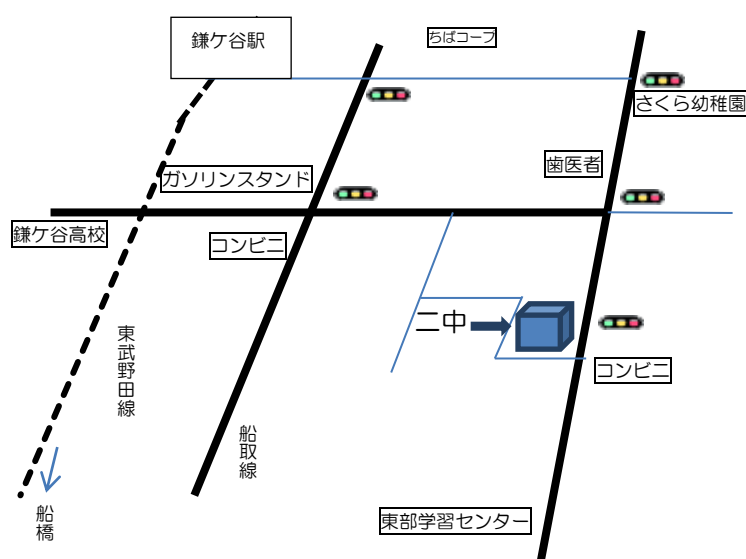 鎌ケ谷駅
ちばコープ
さくら幼稚園
歯医者
ガソリンスタンド
鎌ケ谷高校
コンビニ
二中
コンビニ
東武野田線
船取線
船橋
東部学習センター